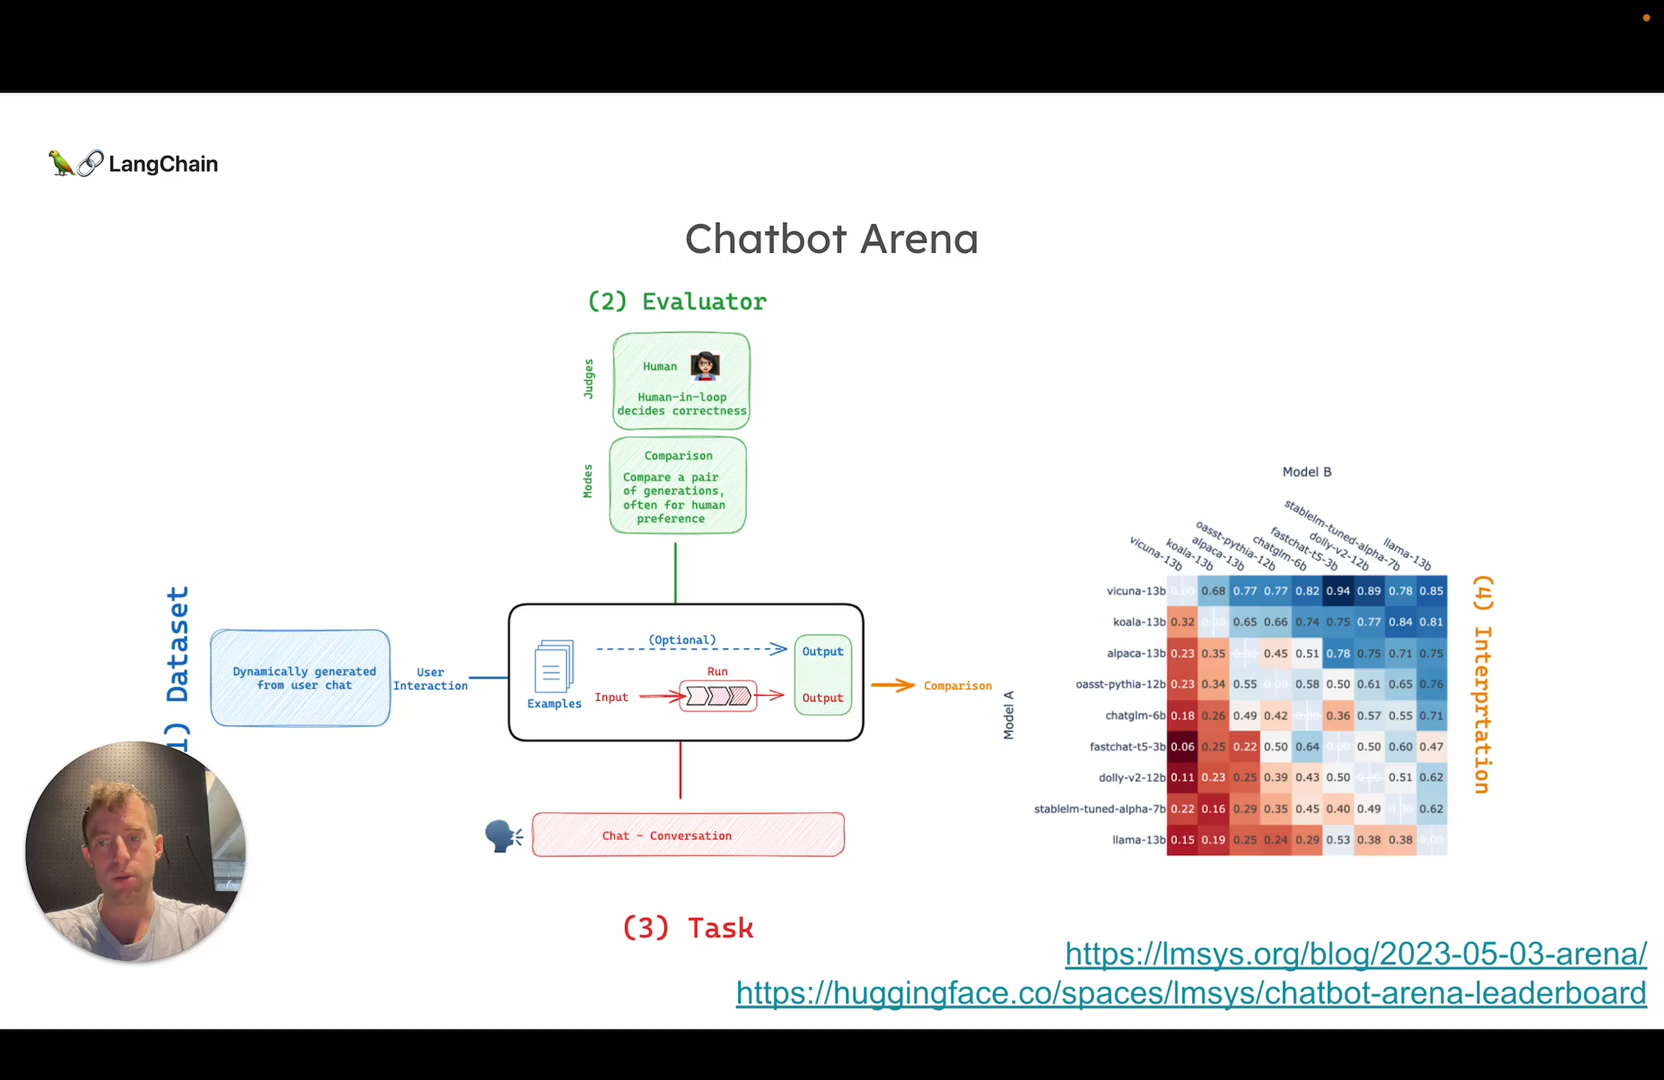 LangChain
Chatbot Arena
(2) Evaluator
Judges
Human
Human-in-loop
decides correctness
Modes
Comparison
Compare a pair
of generations,
often for human
preference
1) Dataset
Dynamically generated
from user chat
User
Interaction
(Optional)
Output
Run
Input
Output
Examples
Comparison
Chat - Conversation
(3) Task
Model B
vicuna-13b
koala-13b
alpaca-13b
oasst-pythia-12b
chatglm-6b
fastchat-t5-3b
dolly-v2-12b
stablelm-tuned-alpha-7b
llama-13b
Model A
vicuna-13b 0.68 0.77 0.77 0.82 0.94 0.89 0.78 0.85
koala-13b 0.32 0.65 0.66 0.74 0.75 0.77 0.84 0.81
alpaca-13b 0.23 0.35 0.45 0.51 0.78 0.75 0.71 0.75
oasst-pythia-12b 0.23 0.34 0.55 0.58 0.50 0.61 0.65 0.76
chatglm-6b 0.18 0.26 0.49 0.42 0.36 0.57 0.55 0.71
fastchat-t5-3b 0.06 0.25 0.22 0.50 0.64 0.50 0.60 0.47
dolly-v2-12b 0.11 0.23 0.25 0.39 0.43 0.50 0.51 0.62
stablelm-tuned-alpha-7b 0.22 0.16 0.29 0.35 0.45 0.40 0.49 0.62
llama-13b 0.15 0.19 0.25 0.24 0.29 0.53 0.38 0.38
(4) Interprtation
https://lmsys.org/blog/2023-05-03-arena/
https://huggingface.co/spaces/lmsys/chatbot-arena-leaderboard